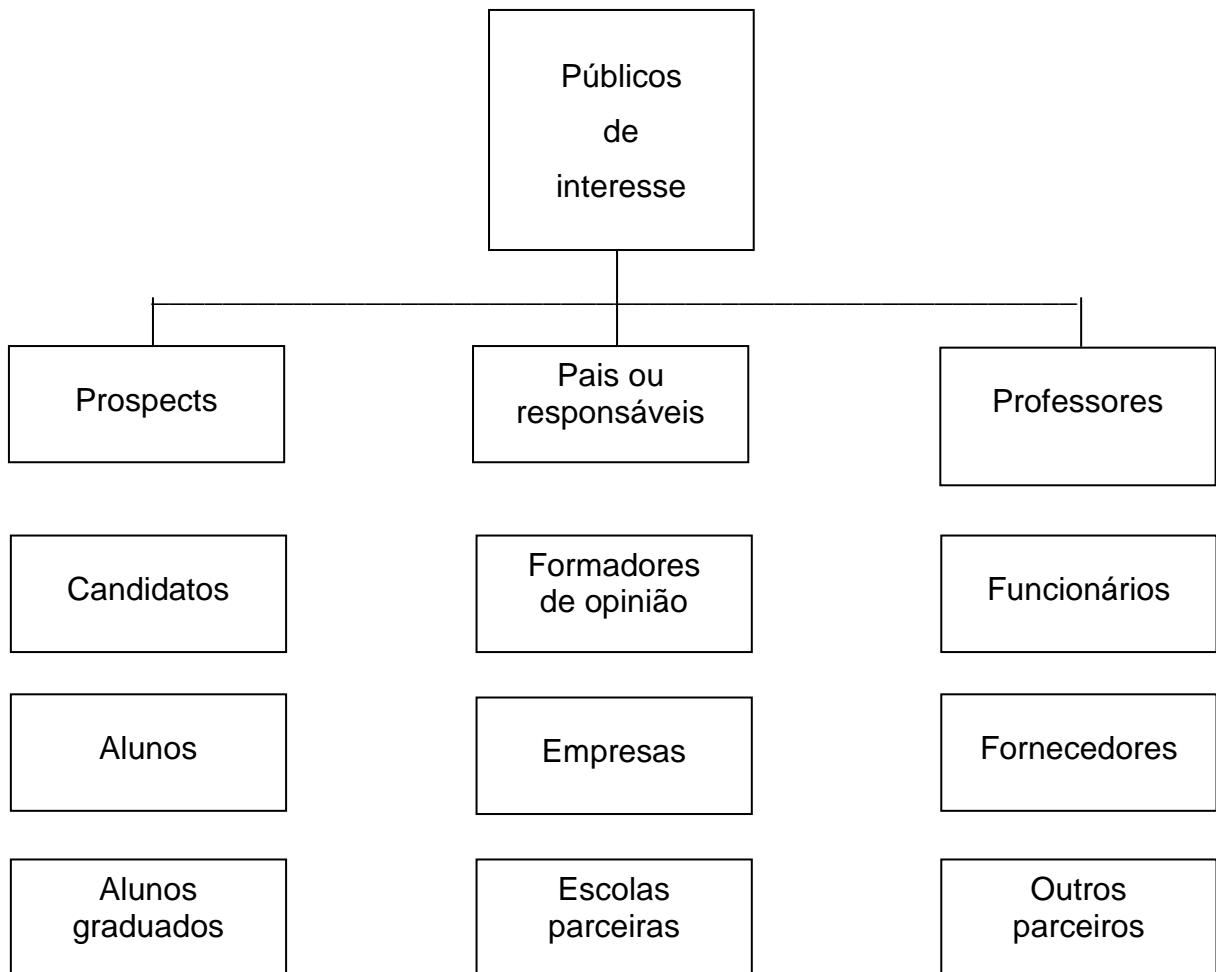 Públicos
de
interesse
Prospects
Pais ou
responsáveis
Professores
Candidatos
Formadores
de opinião
Funcionários
Alunos
Empresas
Fornecedores
Alunos
graduados
Escolas
parceiras
Outros
parceiros